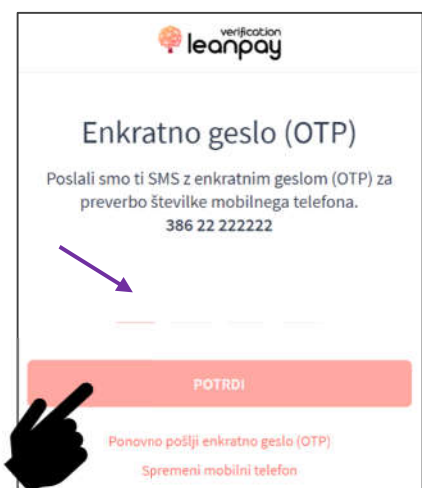 verification
leanpay
Enkratno geslo (OTP)
Poslali smo ti SMS z enkratnim geslom (OTP) za
preverbo številke mobilnega telefona.
386 22 222222
POTRDI
Ponovno pošlji enkratno geslo (OTP)
Spremeni mobilni telefon